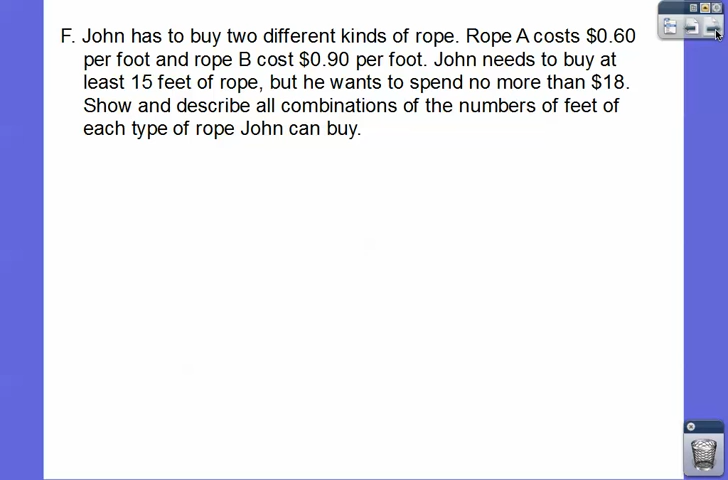 F. John has to buy two different kinds of rope. Rope A costs $0.60
per foot and rope B cost $0.90 per foot. John needs to buy at
least 15 feet of rope, but he wants to spend no more than $18.
Show and describe all combinations of the numbers of feet of
each type of rope John can buy.